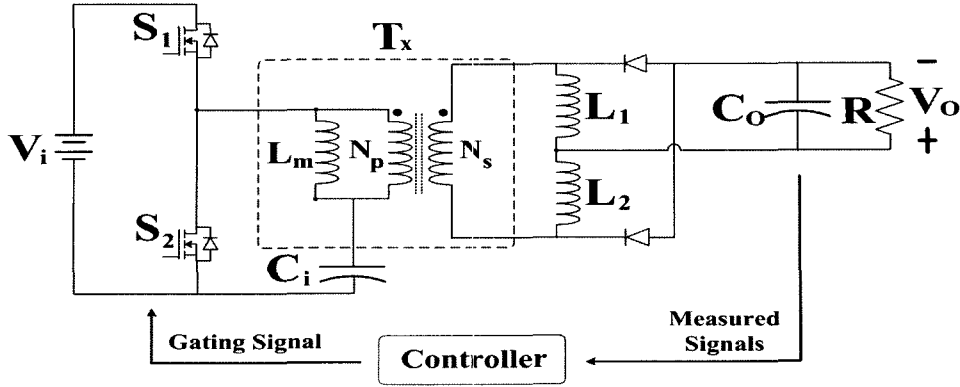 S1
Tx
Vi
Lm
Np
Ns
L1
L2
CO
R
−
VO
+
S2
Ci
Gating Signal
Controller
Measured
Signals